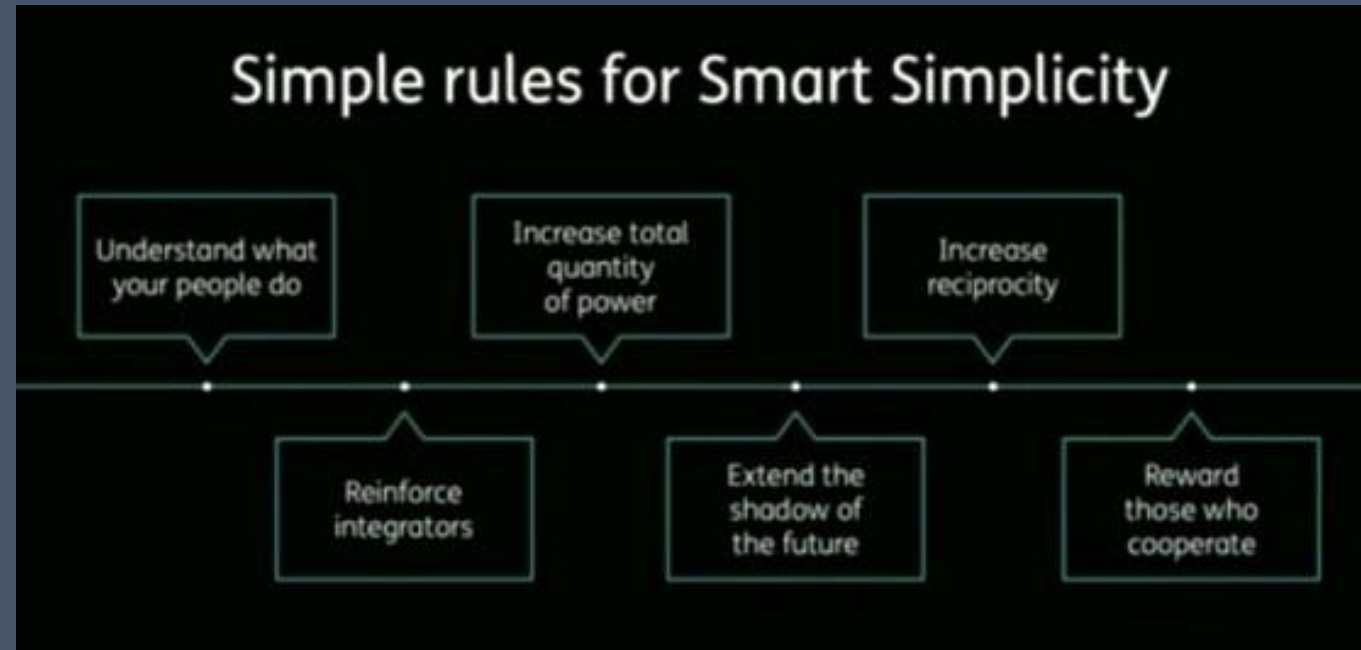 Simple rules for Smart Simplicity
Understand what
your people do
Reinforce
integrators
Increase total
quantity
of power
Extend the
shadow of
the future
Increase
reciprocity
Reward
those who
cooperate